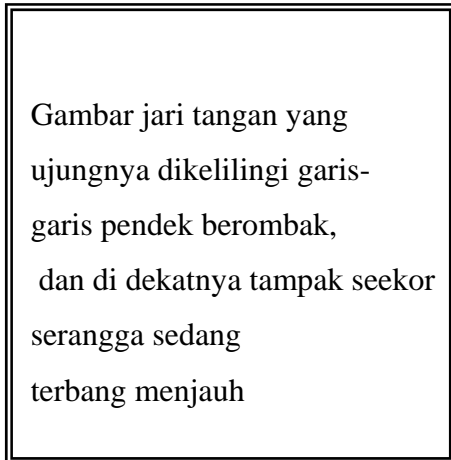 Gambar jari tangan yang
ujungnya dikelilingi garis-
garis pendek berombak,
dan di dekatnya tampak seekor
serangga sedang
terbang menjauh